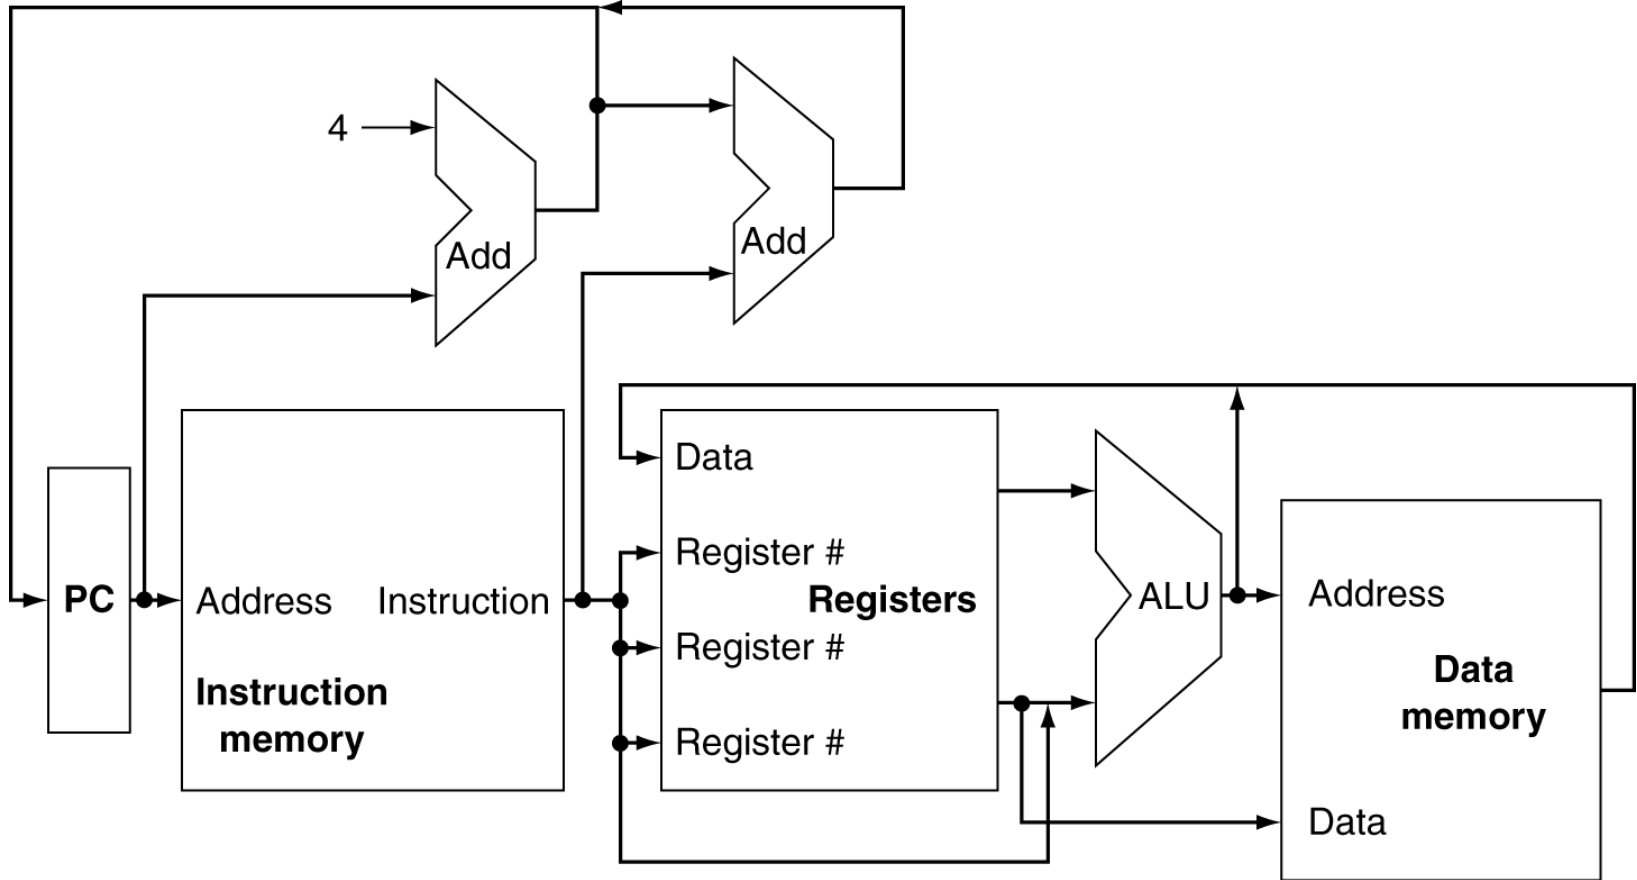 4
Add
Add
Data
Register #
PC
Address
Instruction
Registers
ALU
Address
Register #
Instruction
memory
Data
memory
Register #
Data